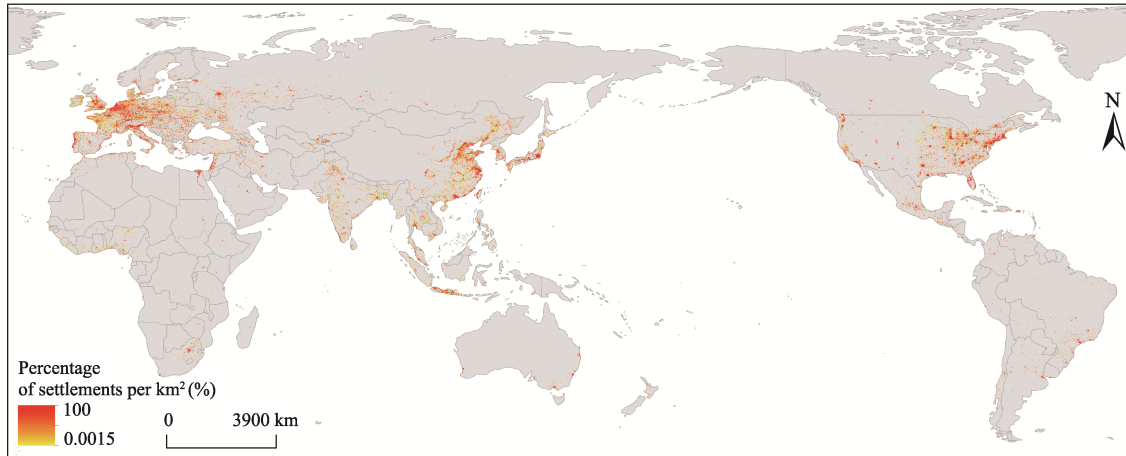 N
Percentage
of settlements per km² (%)
100
0.0015
0 3900 km